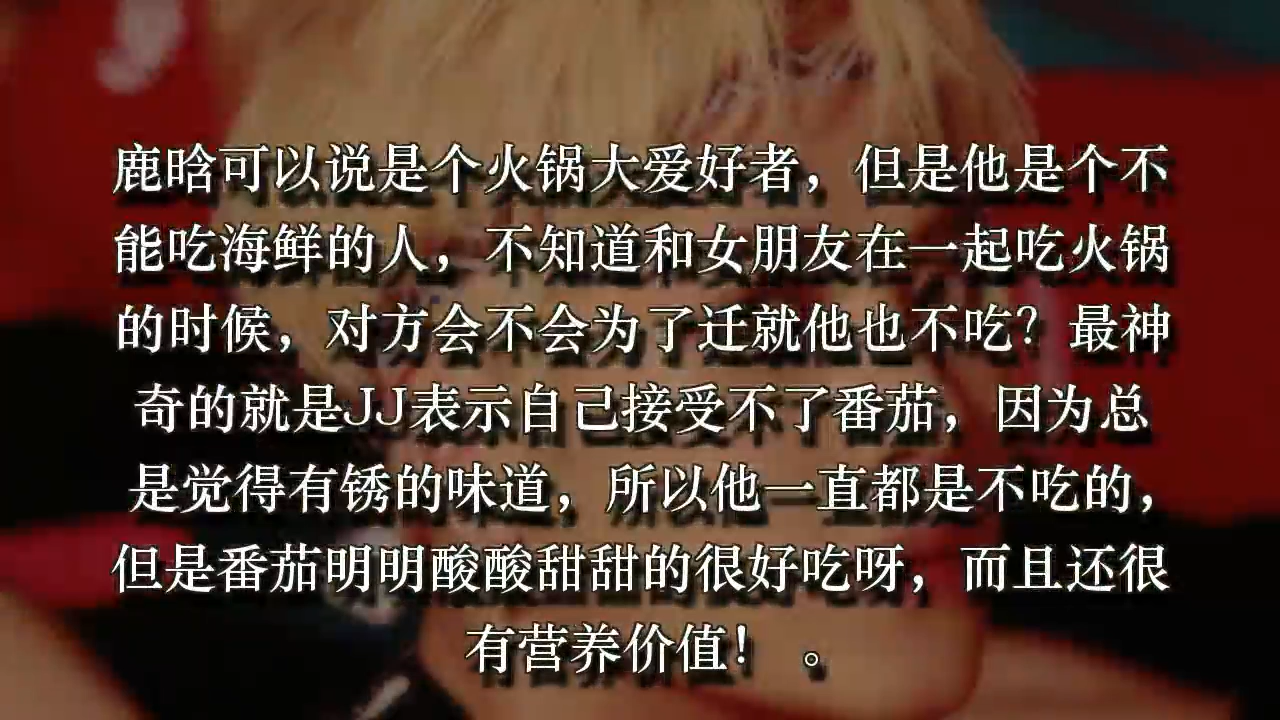 鹿晗可以说是个火锅大爱好者，但是他是个不
能吃海鲜的人，不知道和女朋友在一起吃火锅
的时候，对方会不会为了迁就他也不吃？最神
奇的就是JJ表示自己接受不了番茄，因为总
是觉得有锈的味道，所以他一直都是不吃的，
但是番茄明明酸酸甜甜的很好吃呀，而且还很
有营养价值！ 。